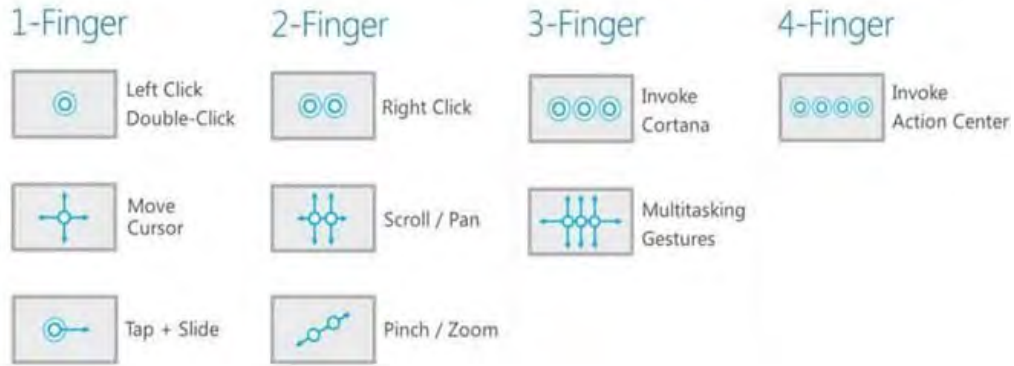 1-Finger
2-Finger
3-Finger
4-Finger
Left Click
Double-Click
Right Click
Invoke
Cortana
Invoke
Action Center
Move
Cursor
Scroll / Pan
Multitasking
Gestures
Tap + Slide
Pinch / Zoom